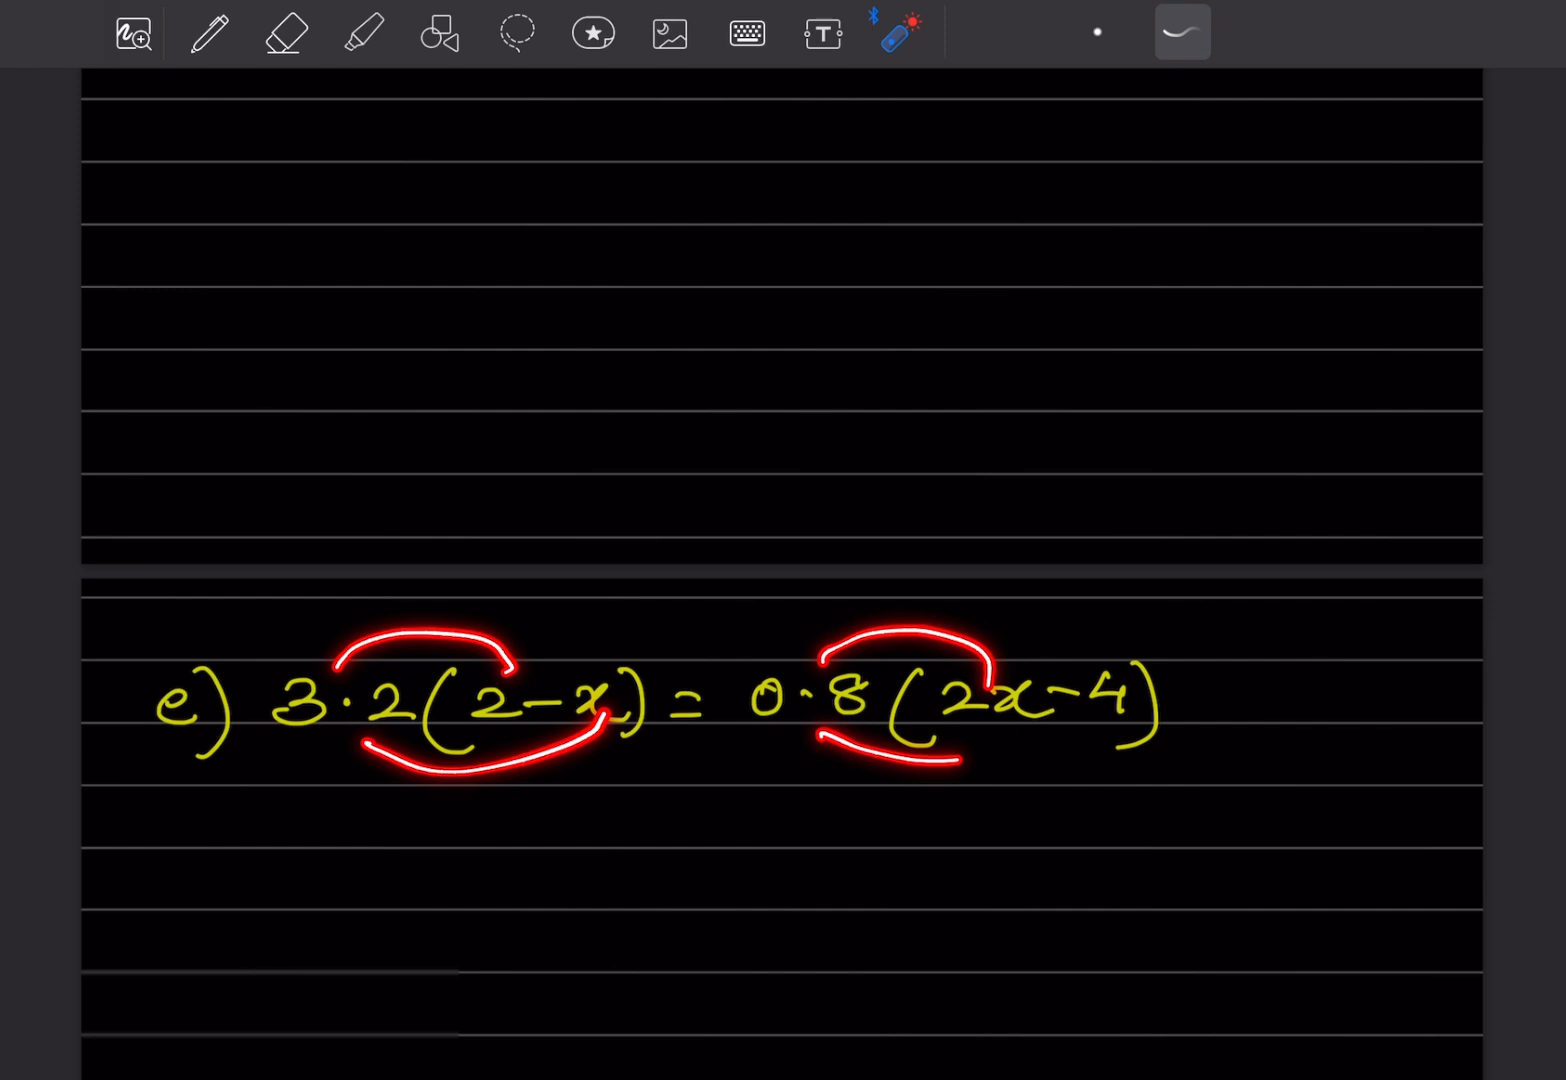 e) 3·2(2-x) = 0·8(2x-4)